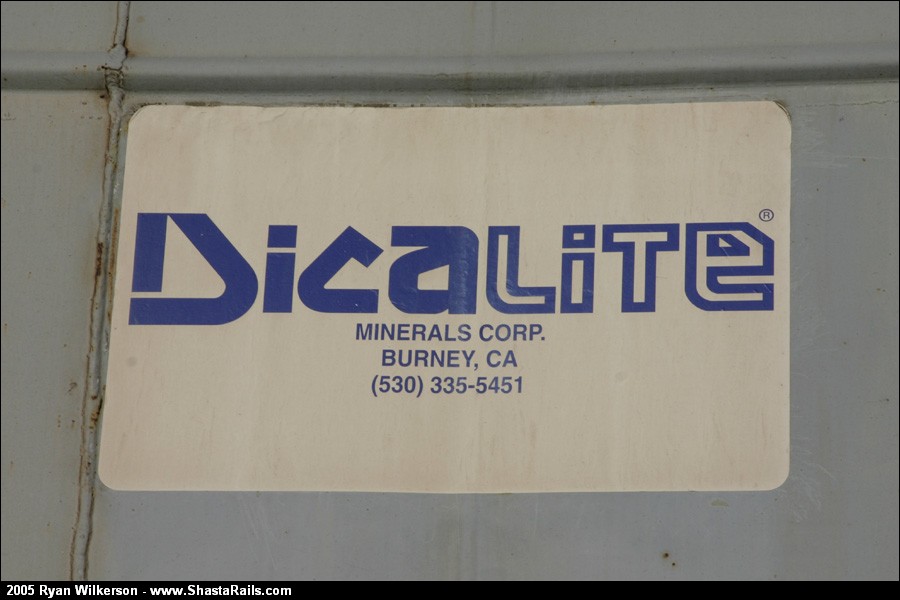 DicaLiTe ®
MINERALS CORP.
BURNEY, CA
(530) 335-5451
2005 Ryan Wilkerson - www.ShastaRails.com